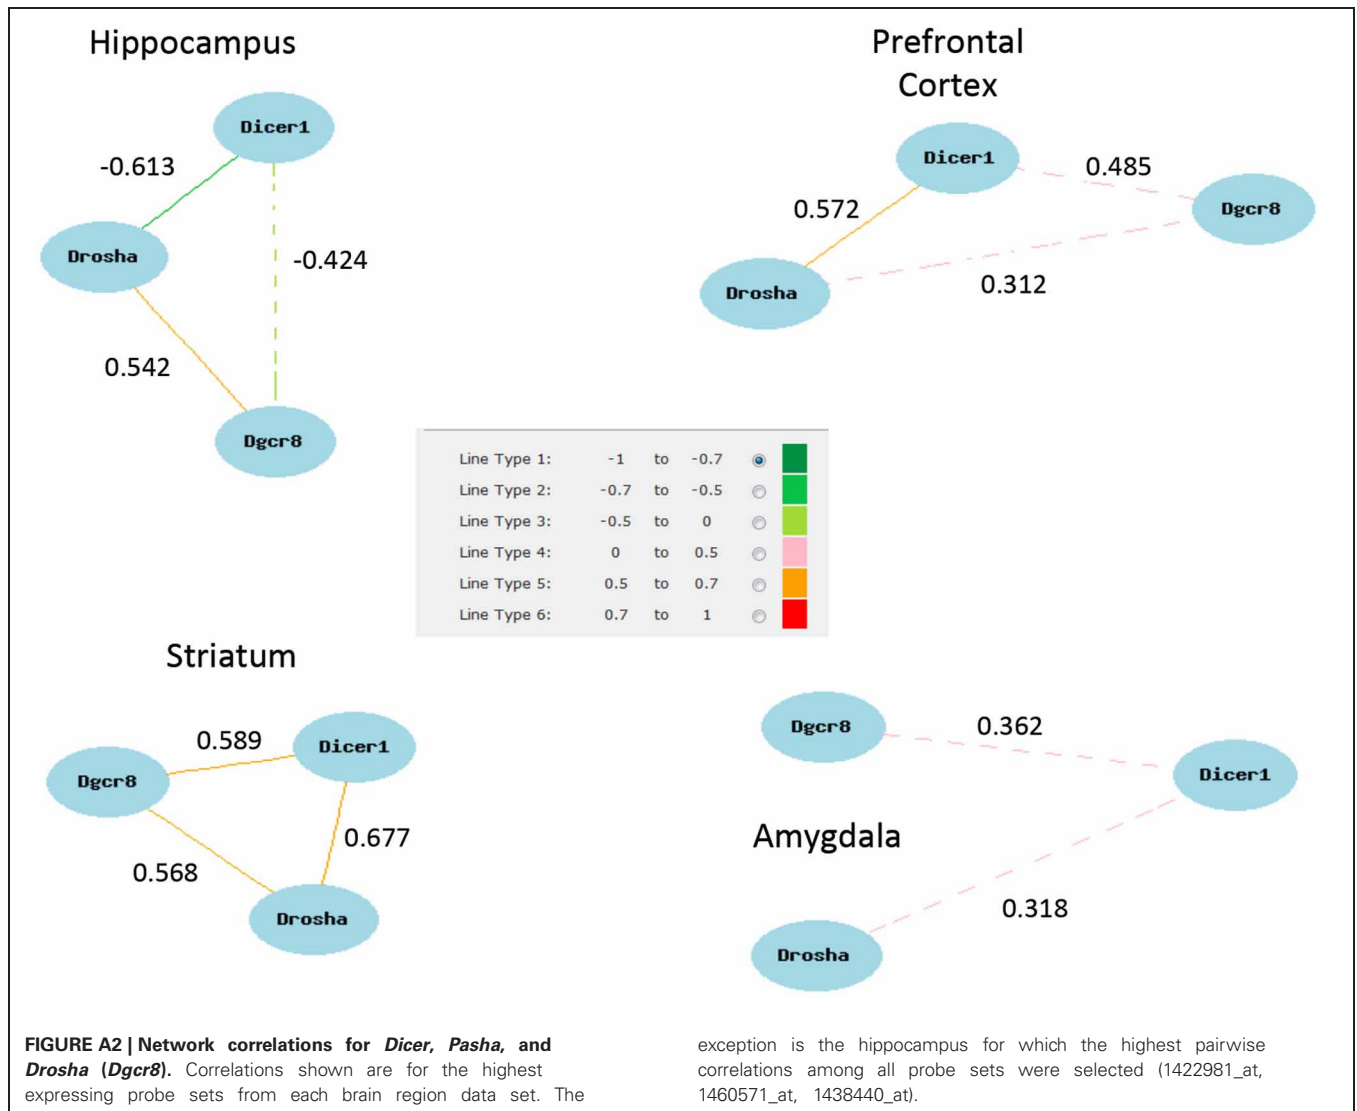 Hippocampus
Dicer1
-0.613
Drosha
-0.424
0.542
Dgcr8
Prefrontal
Cortex
Dicer1
0.485
Dgcr8
0.572
0.312
Drosha
Line Type 1: -1 to -0.7
Line Type 2: -0.7 to -0.5
Line Type 3: -0.5 to 0
Line Type 4: 0 to 0.5
Line Type 5: 0.5 to 0.7
Line Type 6: 0.7 to 1
Striatum
0.589
Dicer1
Dgcr8
0.677
0.568
Drosha
Dgcr8
0.362
Dicer1
Amygdala
0.318
Drosha
FIGURE A2 | Network correlations for Dicer, Pasha, and
Drosha (Dgcr8). Correlations shown are for the highest
expressing probe sets from each brain region data set. The
exception is the hippocampus for which the highest pairwise
correlations among all probe sets were selected (1422981_at,
1460571_at, 1438440_at).